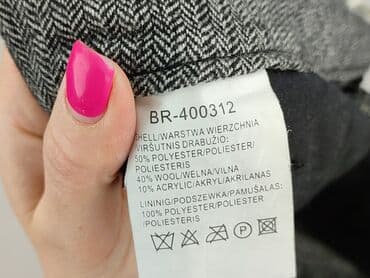 BR-400312
SHELL/WARSTWA WIERZCHNIA
VIRŠUTNIS DRABUŽIO:
50% POLYESTER/POLIESTER/
POLIESTERIS
40% WOOL/WEŁNA/VILNA
10% ACRYLIC/AKRYL/AKRILANAS
LINING/PODSZEWKA/PAMUŠALAS:
100% POLYESTER/POLIESTER
/POLIESTERIS
P